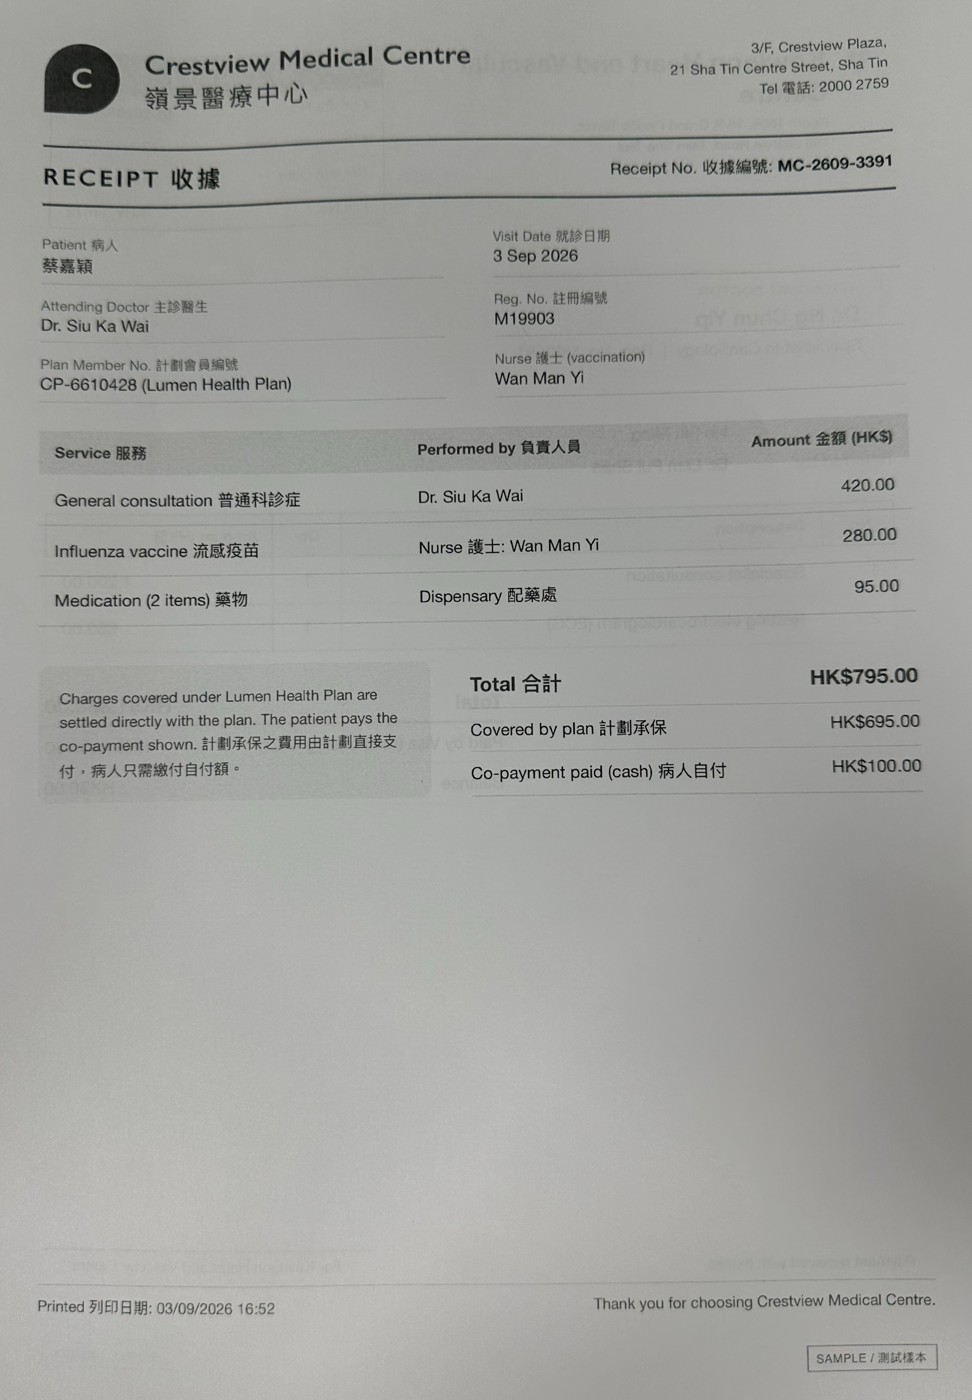 C
Crestview Medical Centre
嶺景醫療中心
3/F, Crestview Plaza,
21 Sha Tin Centre Street, Sha Tin
Tel 電話: 2000 2759
RECEIPT 收據
Receipt No. 收據編號: MC-2609-3391
Patient 病人
蔡嘉穎
Visit Date 就診日期
3 Sep 2026
Attending Doctor 主診醫生
Dr. Siu Ka Wai
Reg. No. 註冊編號
M19903
Plan Member No. 計劃會員編號
CP-6610428 (Lumen Health Plan)
Nurse 護士 (vaccination)
Wan Man Yi
Service 服務 Performed by 負責人員 Amount 金額 (HK$)
General consultation 普通科診症 Dr. Siu Ka Wai 420.00
Influenza vaccine 流感疫苗 Nurse 護士: Wan Man Yi 280.00
Medication (2 items) 藥物 Dispensary 配藥處 95.00
Charges covered under Lumen Health Plan are
settled directly with the plan. The patient pays the
co-payment shown. 計劃承保之費用由計劃直接支
付，病人只需繳付自付額。
Total 合計 HK$795.00
Covered by plan 計劃承保 HK$695.00
Co-payment paid (cash) 病人自付 HK$100.00
Printed 列印日期: 03/09/2026 16:52
Thank you for choosing Crestview Medical Centre.
SAMPLE / 測試樣本